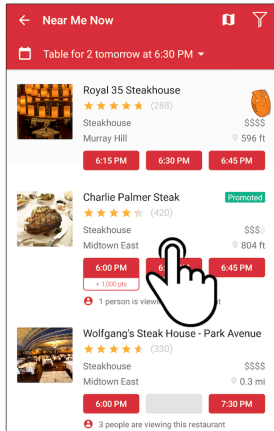 Near Me Now
Table for 2 tomorrow at 6:30 PM
Royal 35 Steakhouse
(288)
Steakhouse $$$$
Murray Hill 596 ft
6:15 PM 6:30 PM 6:45 PM
Charlie Palmer Steak Promoted
(420)
Steakhouse $$$$
Midtown East 804 ft
6:00 PM 6:45 PM
+ 1,000 pts
1 person is
Wolfgang's Steak House - Park Avenue
(330)
Steakhouse $$$$
Midtown East 0.3 mi
6:00 PM 7:30 PM
3 people are viewing this restaurant